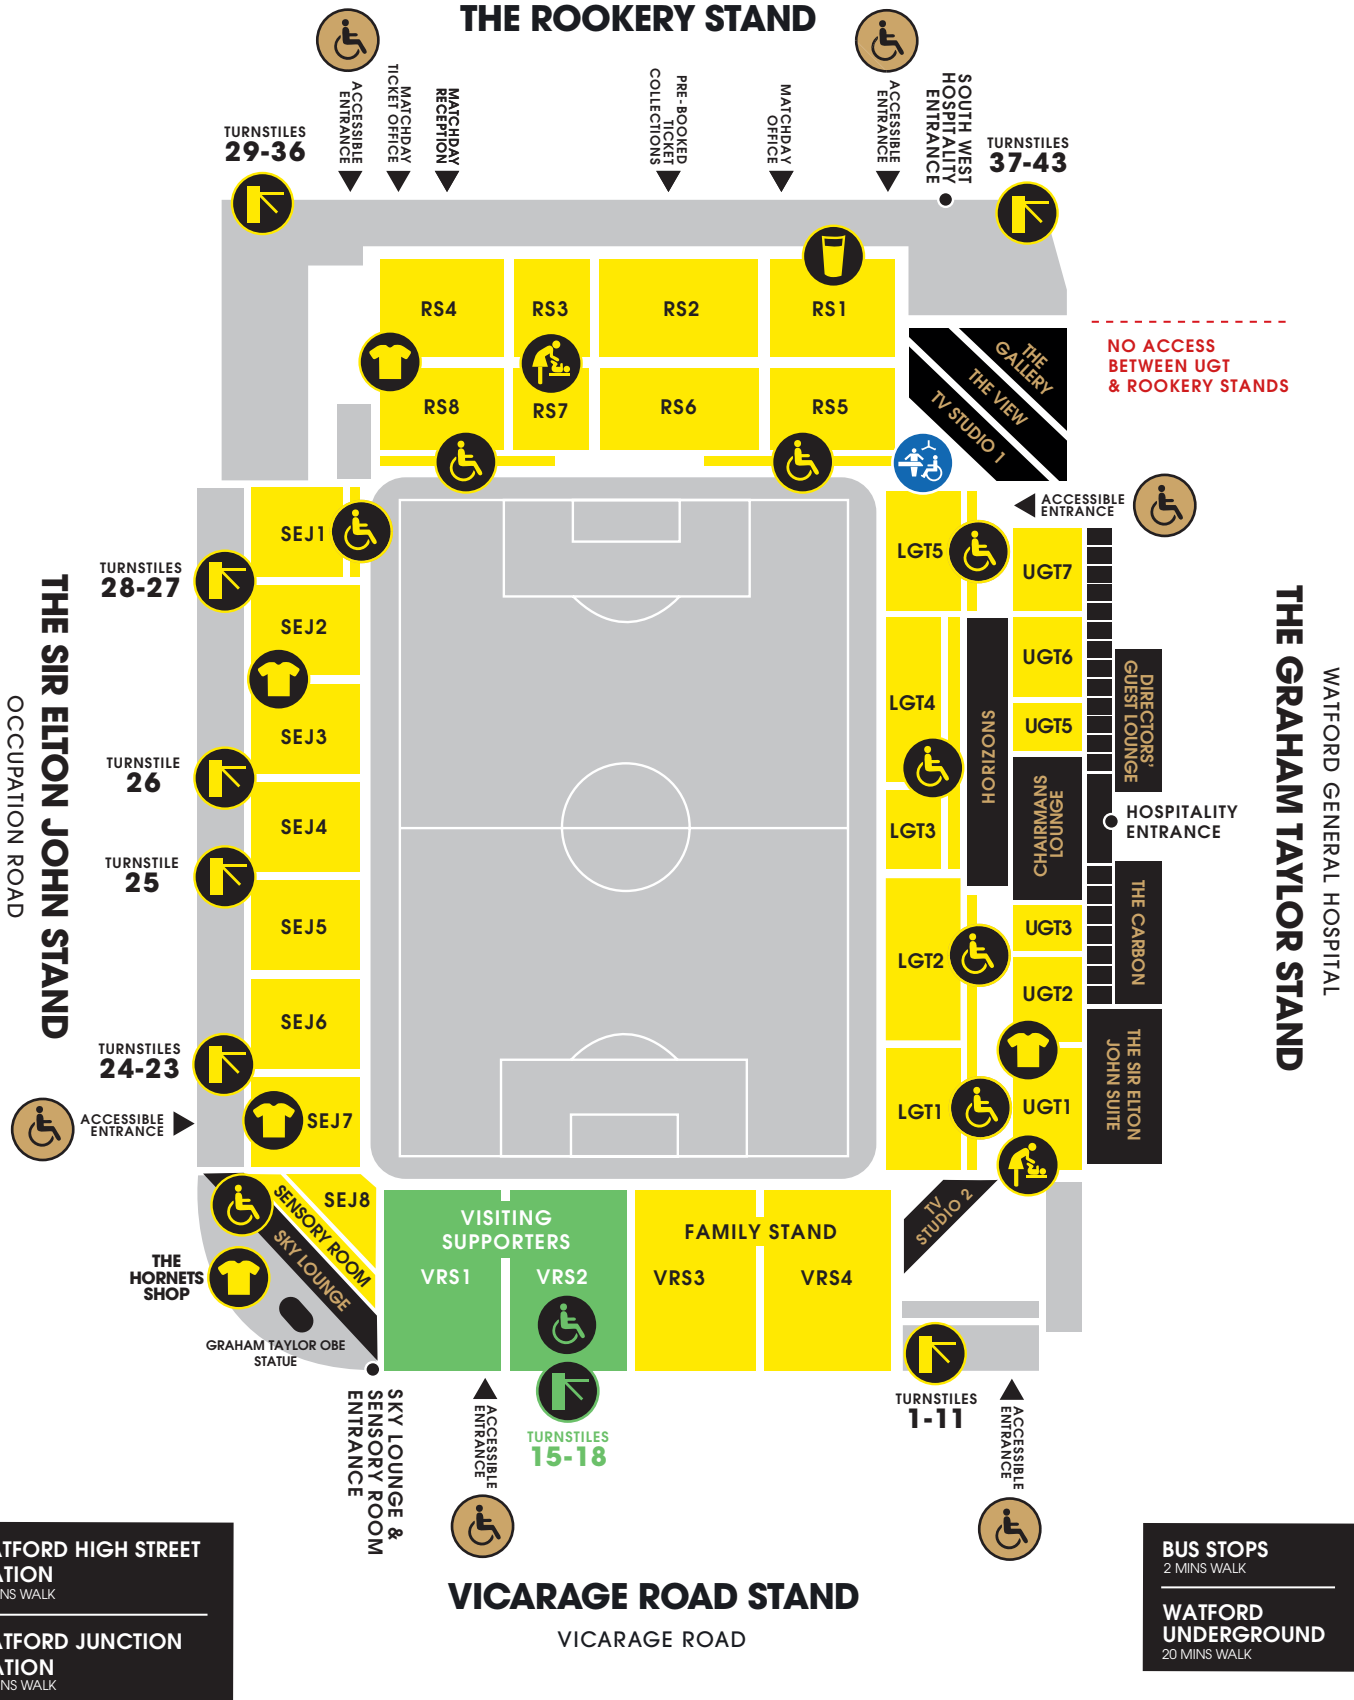 THE ROOKERY STAND
ACCESSIBLE
ENTRANCE
MATCHDAY
TICKET OFFICE
MATCHDAY
RECEPTION
PRE-BOOKED
TICKET
COLLECTIONS
MATCHDAY
OFFICE
ACCESSIBLE
ENTRANCE
SOUTH WEST
HOSPITALITY
ENTRANCE
TURNSTILES
29-36
TURNSTILES
37-43
RS4
RS3
RS2
RS1
RS8
RS7
RS6
RS5
THE
GALLERY
THE VIEW
TV STUDIO 1
NO ACCESS
BETWEEN UGT
& ROOKERY STANDS
ACCESSIBLE
ENTRANCE
THE SIR ELTON JOHN STAND
OCCUPATION ROAD
TURNSTILES
28-27
TURNSTILE
26
TURNSTILE
25
TURNSTILES
24-23
ACCESSIBLE
ENTRANCE
SEJ1
SEJ2
SEJ3
SEJ4
SEJ5
SEJ6
SEJ7
SEJ8
SENSORY ROOM
SKY LOUNGE
THE
HORNETS
SHOP
GRAHAM TAYLOR OBE
STATUE
LGT5
LGT4
LGT3
LGT2
LGT1
HORIZONS
UGT7
UGT6
UGT5
CHAIRMANS
LOUNGE
UGT3
UGT2
UGT1
DIRECTORS'
GUEST LOUNGE
HOSPITALITY
ENTRANCE
THE CARBON
THE SIR ELTON
JOHN SUITE
THE GRAHAM TAYLOR STAND
WATFORD GENERAL HOSPITAL
TV
STUDIO 2
VISITING
SUPPORTERS
VRS1
VRS2
FAMILY STAND
VRS3
VRS4
SKY LOUNGE &
SENSORY ROOM
ENTRANCE
ACCESSIBLE
ENTRANCE
TURNSTILES
15-18
TURNSTILES
1-11
ACCESSIBLE
ENTRANCE
VICARAGE ROAD STAND
VICARAGE ROAD
HIGH STREET
WALK
JUNCTION
WALK
BUS STOPS
2 MINS WALK
WATFORD
UNDERGROUND
20 MINS WALK